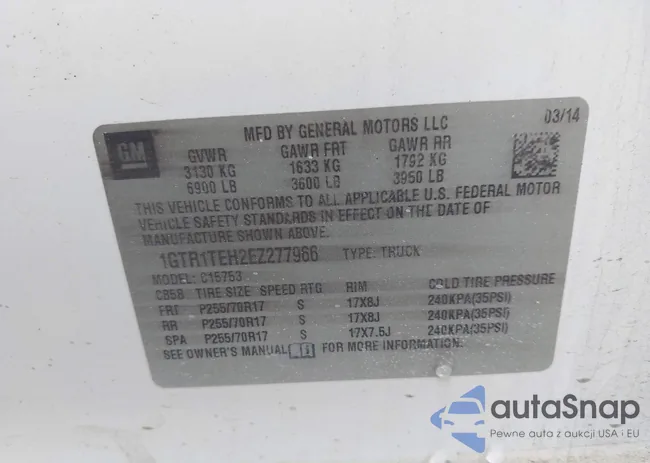 03/14
MFD BY GENERAL MOTORS LLC
GM
GVWR GAWR FRT GAWR RR
3130 KG 1633 KG 1792 KG
6900 LB 3600 LB 3950 LB
THIS VEHICLE CONFORMS TO ALL APPLICABLE U.S. FEDERAL MOTOR
VEHICLE SAFETY STANDARDS IN EFFECT ON THE DATE OF
MANUFACTURE SHOWN ABOVE.
1GTR1TEH2EZ277966 TYPE: TRUCK
MODEL: C15753
C85B TIRE SIZE SPEED RTG RIM COLD TIRE PRESSURE
FRT P255/70R17 S 17X8J 240KPA(35PSI)
RR P255/70R17 S 17X8J 240KPA(35PSI)
SPA P255/70R17 S 17X7.5J 240KPA(35PSI)
SEE OWNER'S MANUAL FOR MORE INFORMATION.
autaSnap
Pewne auta z aukcji USA i EU